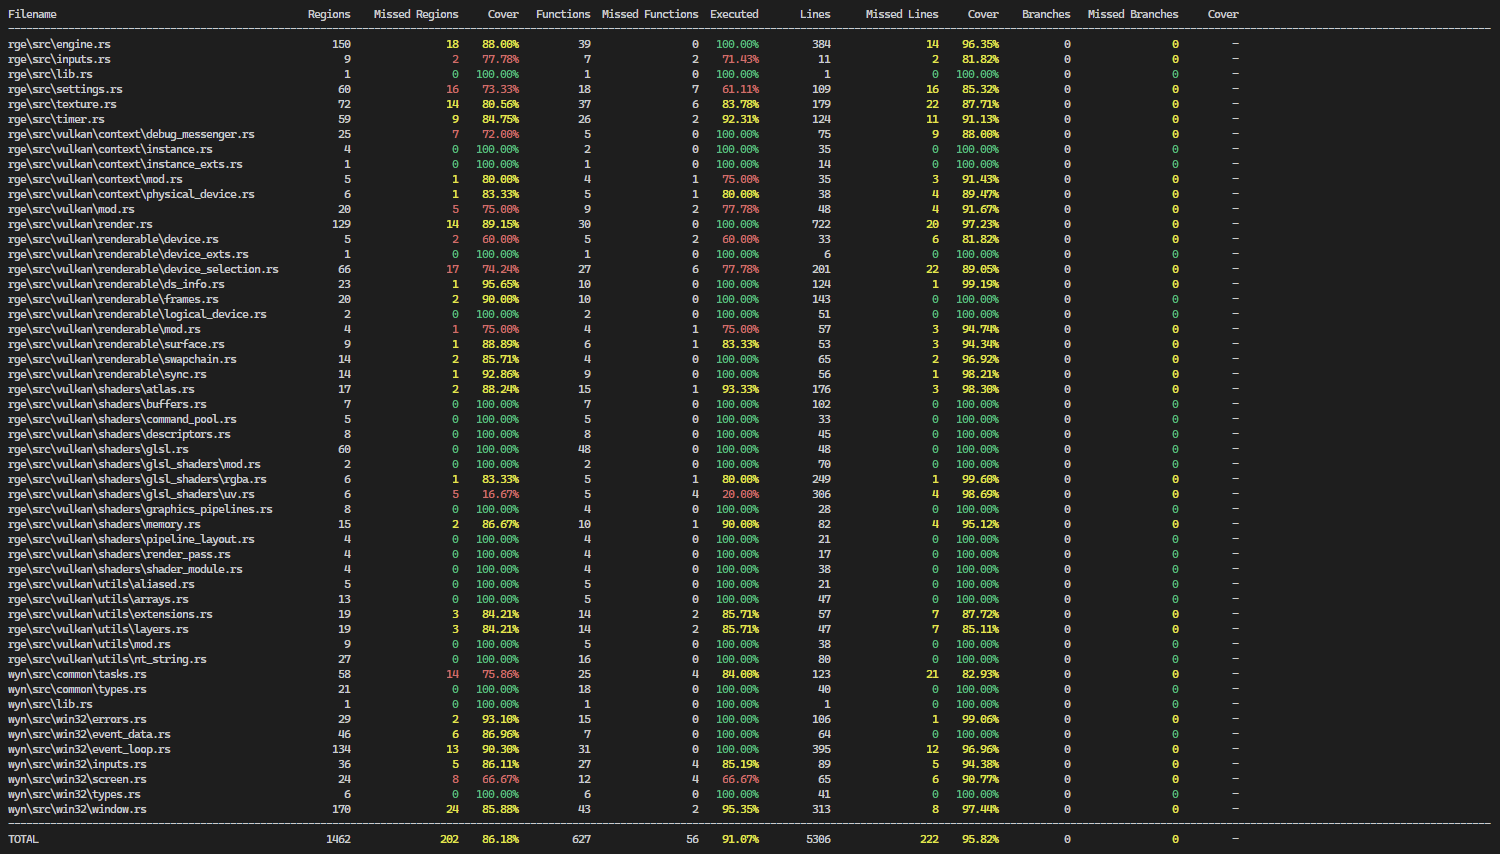 Filename Regions Missed Regions Cover Functions Missed Functions Executed Lines Missed Lines Cover Branches Missed Branches Cover
rge\src\engine.rs 150 18 88.00% 39 0 100.00% 384 14 96.35% 0 0 -
rge\src\inputs.rs 9 2 77.78% 7 2 71.43% 11 2 81.82% 0 0 -
rge\src\lib.rs 1 0 100.00% 1 0 100.00% 1 0 100.00% 0 0 -
rge\src\settings.rs 60 16 73.33% 18 7 61.11% 109 16 85.32% 0 0 -
rge\src\texture.rs 72 14 80.56% 37 6 83.78% 179 22 87.71% 0 0 -
rge\src\timer.rs 59 9 84.75% 26 2 92.31% 124 11 91.13% 0 0 -
rge\src\vulkan\context\debug_messenger.rs 25 7 72.00% 5 0 100.00% 75 9 88.00% 0 0 -
rge\src\vulkan\context\instance.rs 4 0 100.00% 2 0 100.00% 35 0 100.00% 0 0 -
rge\src\vulkan\context\instance_exts.rs 1 0 100.00% 1 0 100.00% 14 0 100.00% 0 0 -
rge\src\vulkan\context\mod.rs 5 1 80.00% 4 1 75.00% 35 3 91.43% 0 0 -
rge\src\vulkan\context\physical_device.rs 6 1 83.33% 5 1 80.00% 38 4 89.47% 0 0 -
rge\src\vulkan\mod.rs 20 5 75.00% 9 2 77.78% 48 4 91.67% 0 0 -
rge\src\vulkan\render.rs 129 14 89.15% 30 0 100.00% 722 20 97.23% 0 0 -
rge\src\vulkan\renderable\device.rs 5 2 60.00% 5 2 60.00% 33 6 81.82% 0 0 -
rge\src\vulkan\renderable\device_exts.rs 1 0 100.00% 1 0 100.00% 6 0 100.00% 0 0 -
rge\src\vulkan\renderable\device_selection.rs 66 17 74.24% 27 6 77.78% 201 22 89.05% 0 0 -
rge\src\vulkan\renderable\ds_info.rs 23 1 95.65% 10 0 100.00% 124 1 99.19% 0 0 -
rge\src\vulkan\renderable\frames.rs 20 2 90.00% 10 0 100.00% 143 0 100.00% 0 0 -
rge\src\vulkan\renderable\logical_device.rs 2 0 100.00% 2 0 100.00% 51 0 100.00% 0 0 -
rge\src\vulkan\renderable\mod.rs 4 1 75.00% 4 1 75.00% 57 3 94.74% 0 0 -
rge\src\vulkan\renderable\surface.rs 9 1 88.89% 6 1 83.33% 53 3 94.34% 0 0 -
rge\src\vulkan\renderable\swapchain.rs 14 2 85.71% 4 0 100.00% 65 2 96.92% 0 0 -
rge\src\vulkan\renderable\sync.rs 14 1 92.86% 9 0 100.00% 56 1 98.21% 0 0 -
rge\src\vulkan\shaders\atlas.rs 17 2 88.24% 15 1 93.33% 176 3 98.30% 0 0 -
rge\src\vulkan\shaders\buffers.rs 7 0 100.00% 7 0 100.00% 102 0 100.00% 0 0 -
rge\src\vulkan\shaders\command_pool.rs 5 0 100.00% 5 0 100.00% 33 0 100.00% 0 0 -
rge\src\vulkan\shaders\descriptors.rs 8 0 100.00% 8 0 100.00% 45 0 100.00% 0 0 -
rge\src\vulkan\shaders\glsl.rs 60 0 100.00% 48 0 100.00% 48 0 100.00% 0 0 -
rge\src\vulkan\shaders\glsl_shaders\mod.rs 2 0 100.00% 2 0 100.00% 70 0 100.00% 0 0 -
rge\src\vulkan\shaders\glsl_shaders\rgba.rs 6 1 83.33% 5 1 80.00% 249 1 99.60% 0 0 -
rge\src\vulkan\shaders\glsl_shaders\uv.rs 6 5 16.67% 5 4 20.00% 306 4 98.69% 0 0 -
rge\src\vulkan\shaders\graphics_pipelines.rs 8 0 100.00% 4 0 100.00% 28 0 100.00% 0 0 -
rge\src\vulkan\shaders\memory.rs 15 2 86.67% 10 1 90.00% 82 4 95.12% 0 0 -
rge\src\vulkan\shaders\pipeline_layout.rs 4 0 100.00% 4 0 100.00% 21 0 100.00% 0 0 -
rge\src\vulkan\shaders\render_pass.rs 4 0 100.00% 4 0 100.00% 17 0 100.00% 0 0 -
rge\src\vulkan\shaders\shader_module.rs 4 0 100.00% 4 0 100.00% 38 0 100.00% 0 0 -
rge\src\vulkan\utils\aliased.rs 5 0 100.00% 5 0 100.00% 21 0 100.00% 0 0 -
rge\src\vulkan\utils\arrays.rs 13 0 100.00% 5 0 100.00% 47 0 100.00% 0 0 -
rge\src\vulkan\utils\extensions.rs 19 3 84.21% 14 2 85.71% 57 7 87.72% 0 0 -
rge\src\vulkan\utils\layers.rs 19 3 84.21% 14 2 85.71% 47 7 85.11% 0 0 -
rge\src\vulkan\utils\mod.rs 9 0 100.00% 5 0 100.00% 38 0 100.00% 0 0 -
rge\src\vulkan\utils\nt_string.rs 27 0 100.00% 16 0 100.00% 80 0 100.00% 0 0 -
wyn\src\common\tasks.rs 58 14 75.86% 25 4 84.00% 123 21 82.93% 0 0 -
wyn\src\common\types.rs 21 0 100.00% 18 0 100.00% 40 0 100.00% 0 0 -
wyn\src\lib.rs 1 0 100.00% 1 0 100.00% 1 0 100.00% 0 0 -
wyn\src\win32\errors.rs 29 2 93.10% 15 0 100.00% 106 1 99.06% 0 0 -
wyn\src\win32\event_data.rs 46 6 86.96% 7 0 100.00% 64 0 100.00% 0 0 -
wyn\src\win32\event_loop.rs 134 13 90.30% 31 0 100.00% 395 12 96.96% 0 0 -
wyn\src\win32\inputs.rs 36 5 86.11% 27 4 85.19% 89 5 94.38% 0 0 -
wyn\src\win32\screen.rs 24 8 66.67% 12 4 66.67% 65 6 90.77% 0 0 -
wyn\src\win32\types.rs 6 0 100.00% 6 0 100.00% 41 0 100.00% 0 0 -
wyn\src\win32\window.rs 170 24 85.88% 43 2 95.35% 313 8 97.44% 0 0 -
TOTAL 1462 202 86.18% 627 56 91.07% 5306 222 95.82% 0 0 -